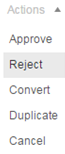 Actions
Approve
Reject
Convert
Duplicate
Cancel